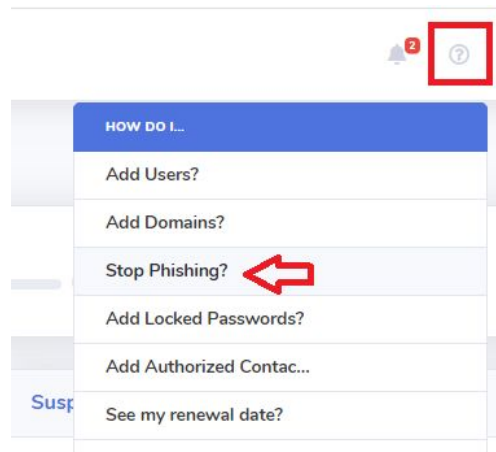 2
?
HOW DO I...
Add Users?
Add Domains?
Stop Phishing?
Add Locked Passwords?
Add Authorized Contac...
Susp
See my renewal date?